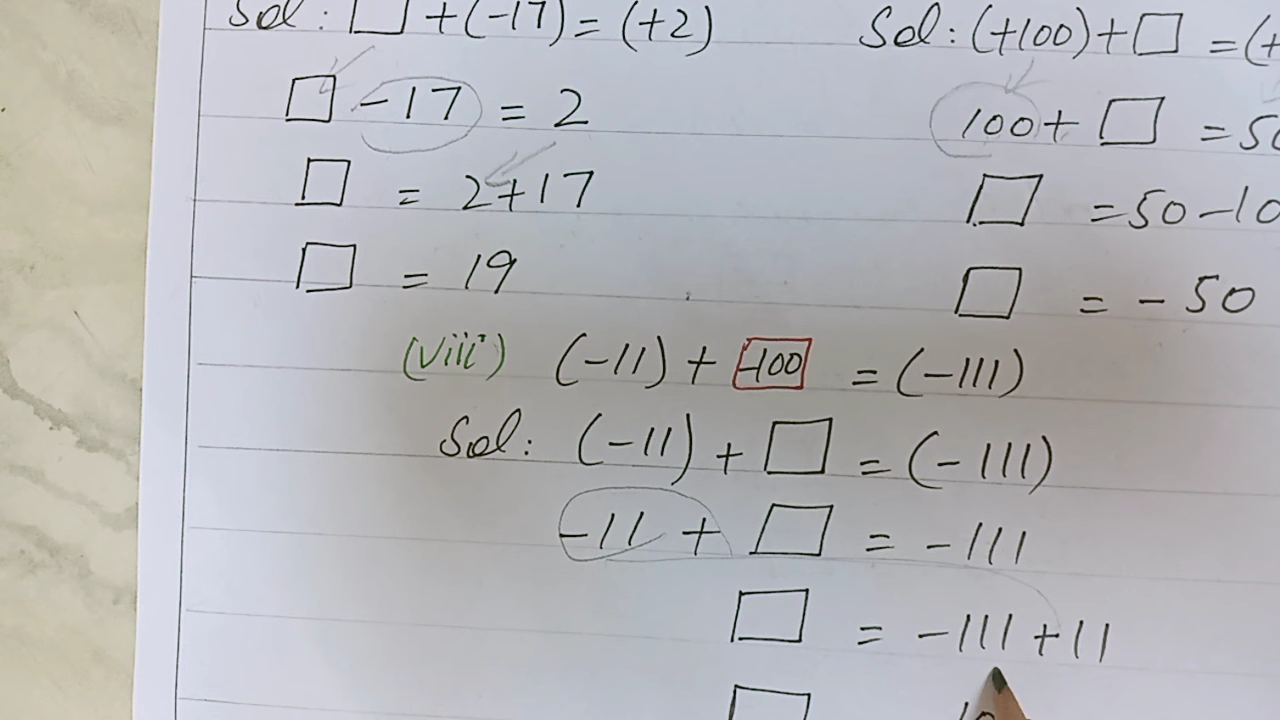 Sol: □ + (-17) = (+2)
□ - 17 = 2
□ = 2 + 17
□ = 19
Sol: (+100) + □ = (+
100 + □ = 50
□ = 50 - 10
□ = - 50
(viii) (-11) + -100 = (-111)
Sol: (-11) + □ = (-111)
-11 + □ = -111
□ = -111 + 11
□